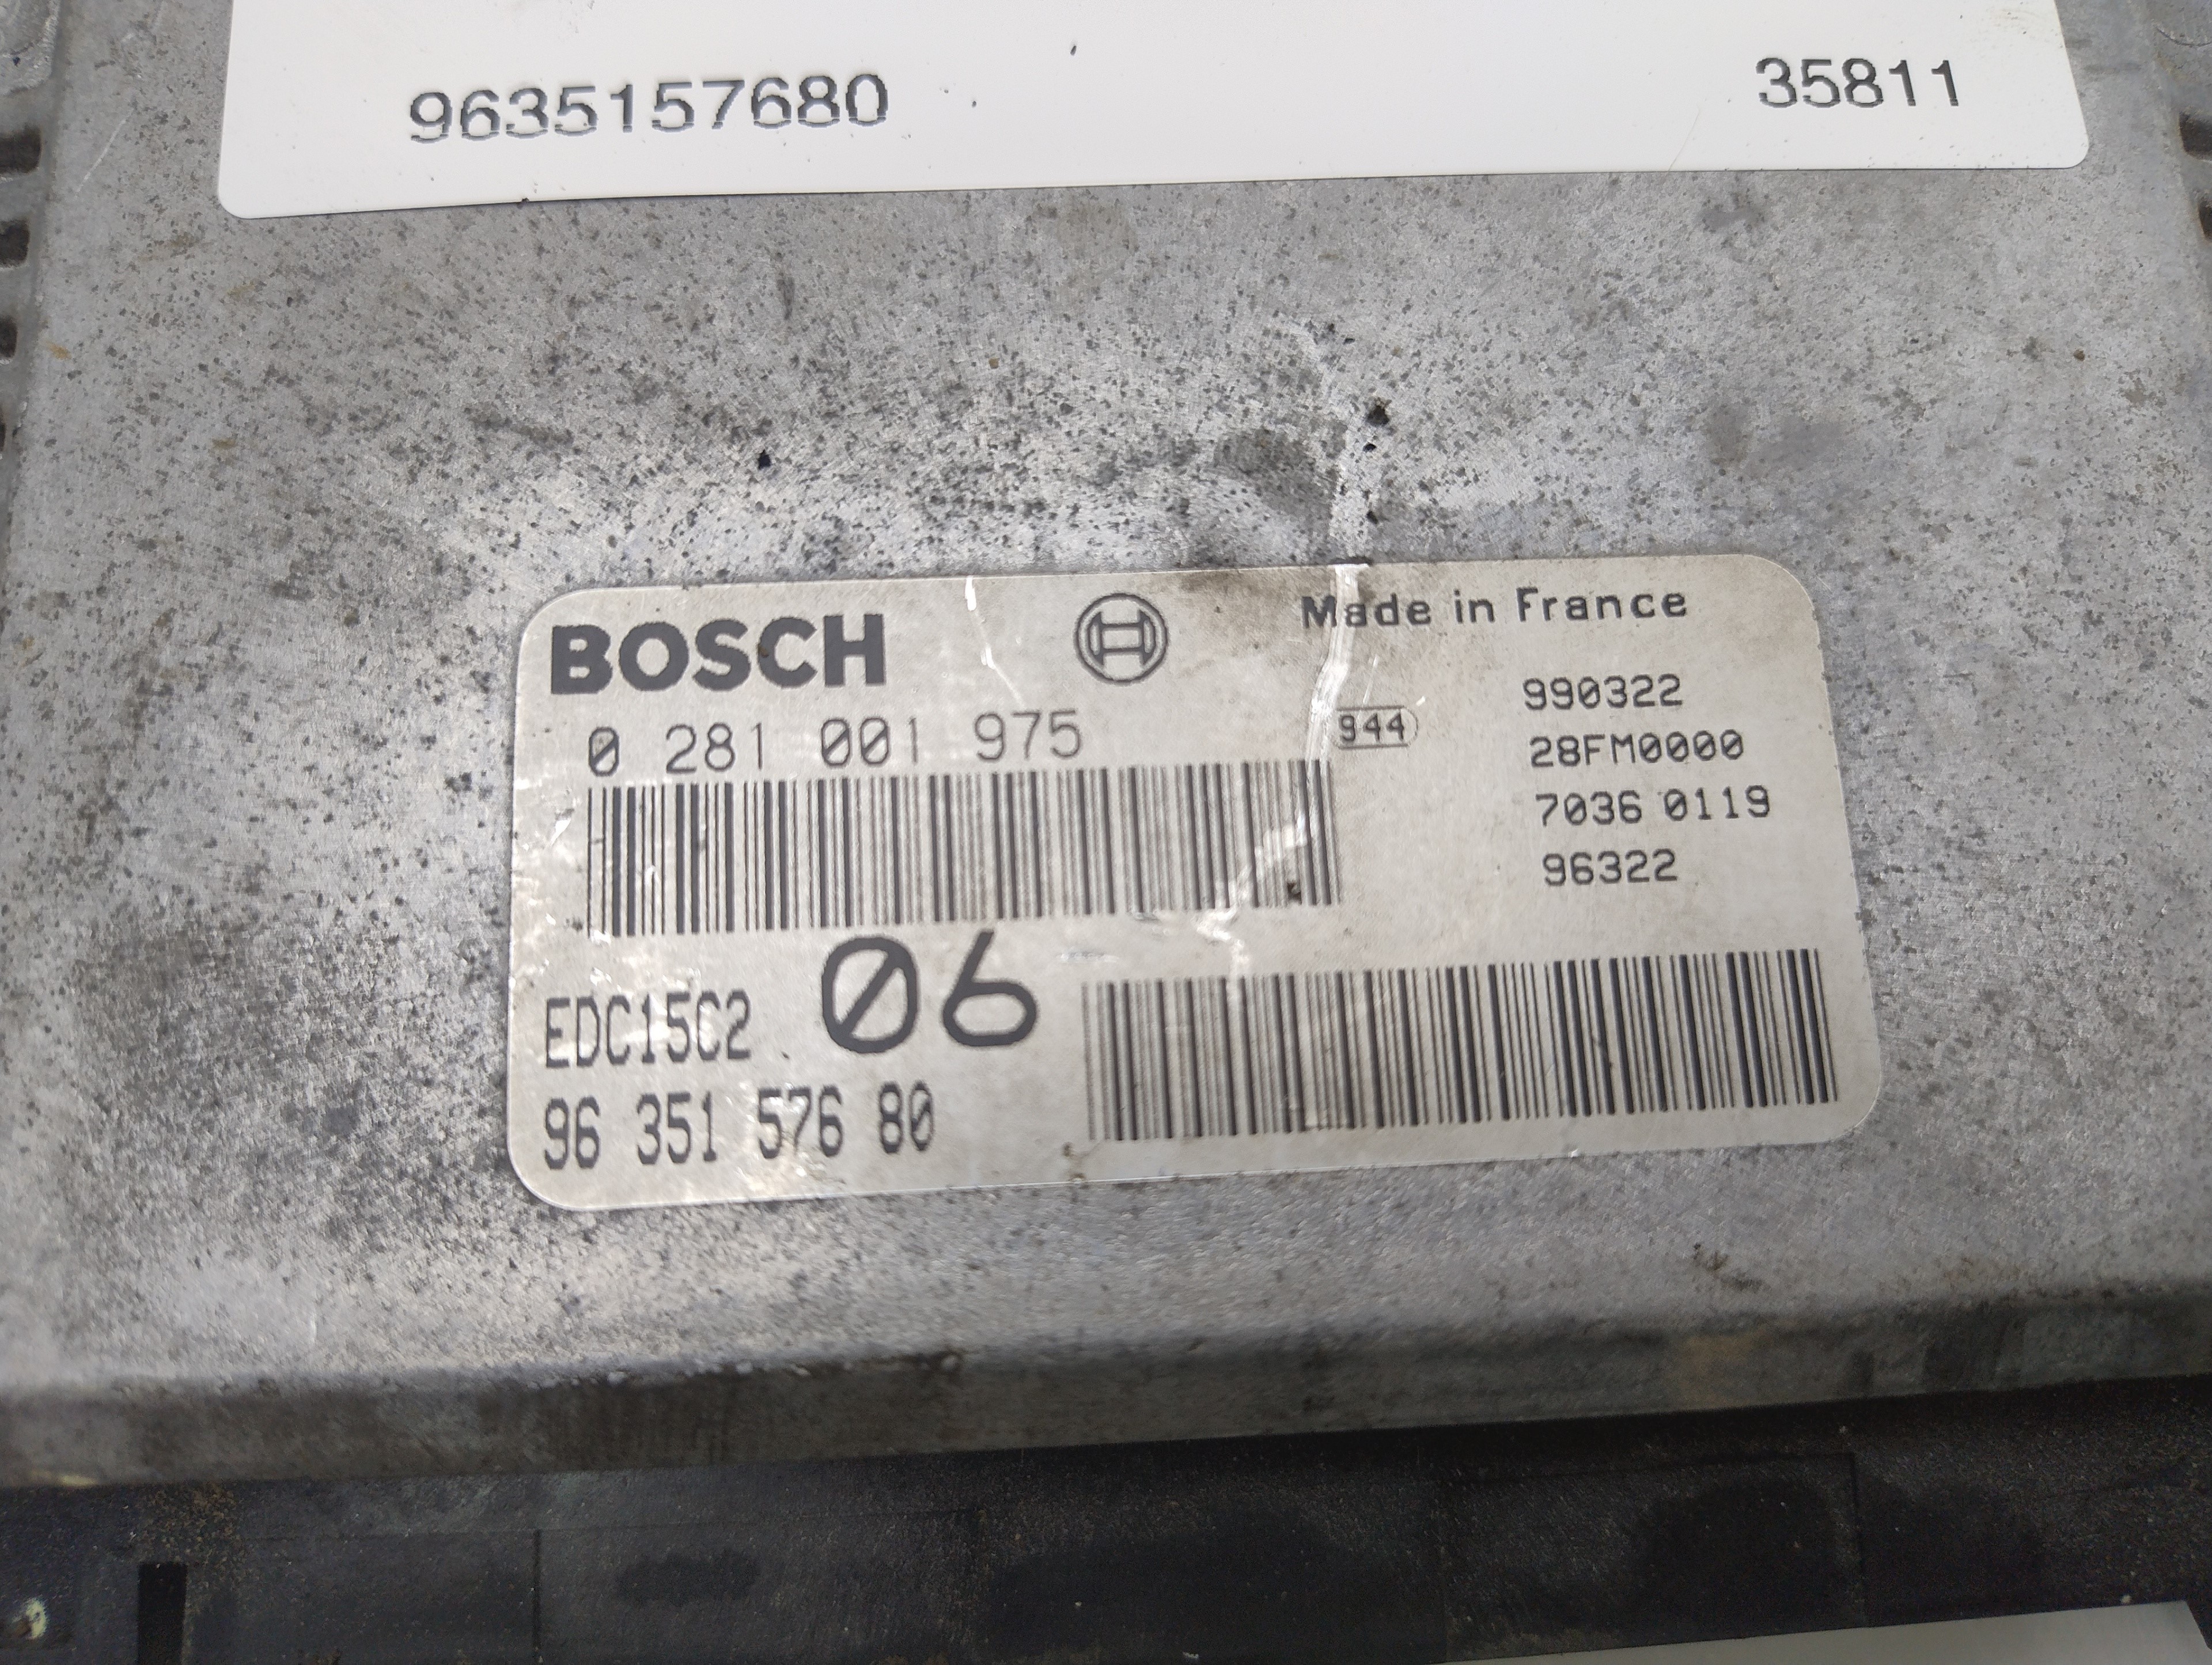 9635157680 35811
BOSCH Made in France
990322
0 281 001 975 944
28FM0000
7036 0119
96322
EDC15C2 06
96 351 576 80